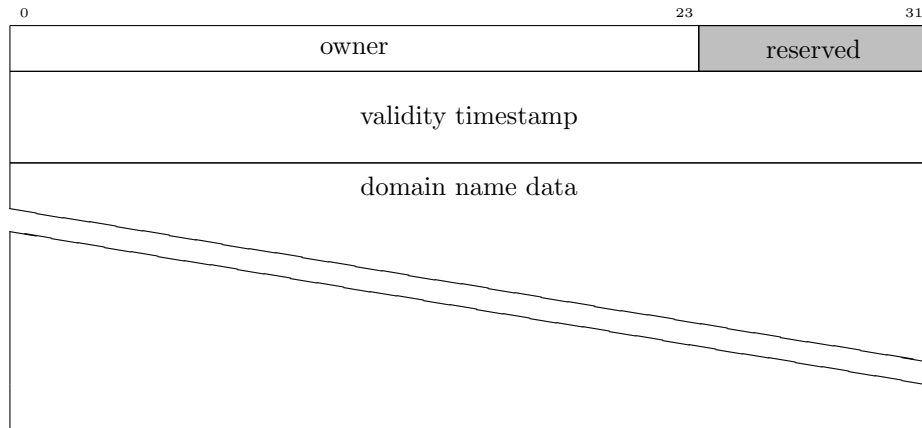 0 23 31
owner reserved
validity timestamp
domain name data